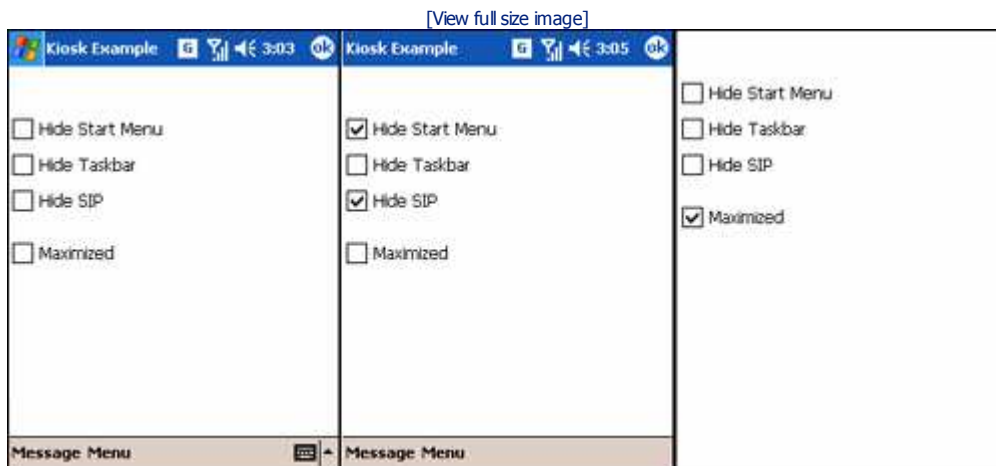 [View full size image]
Kiosk Example G 3:03 ok
Hide Start Menu
Hide Taskbar
Hide SIP
Maximized
Message Menu
Kiosk Example G 3:05 ok
Hide Start Menu
Hide Taskbar
Hide SIP
Maximized
Message Menu
Hide Start Menu
Hide Taskbar
Hide SIP
Maximized